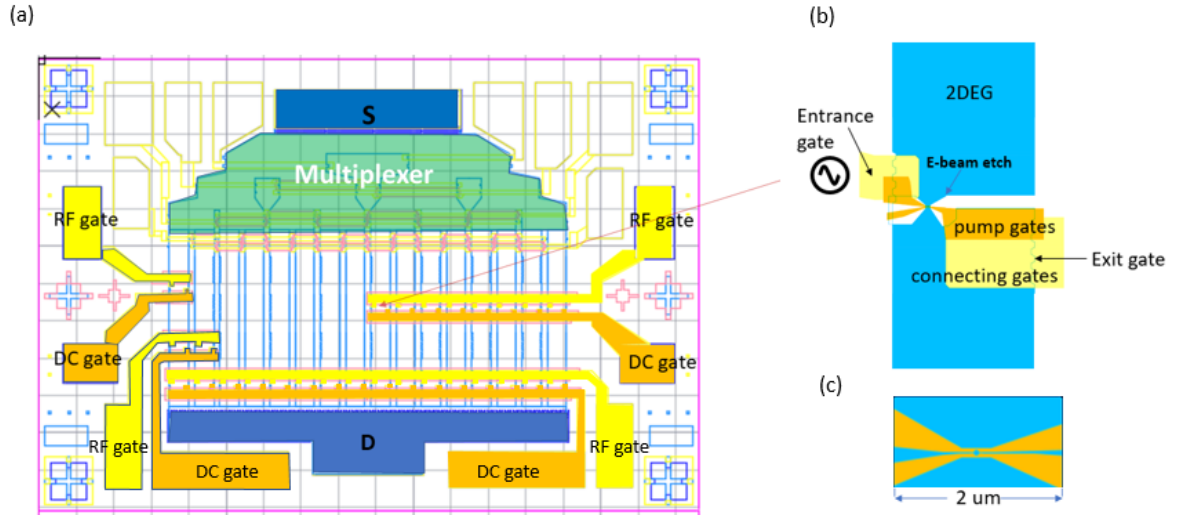 (a)
S
Multiplexer
RF gate
RF gate
DC gate
DC gate
RF gate
RF gate
D
DC gate
DC gate
(b)
2DEG
Entrance
gate
E-beam etch
pump gates
connecting gates
Exit gate
(c)
2 um